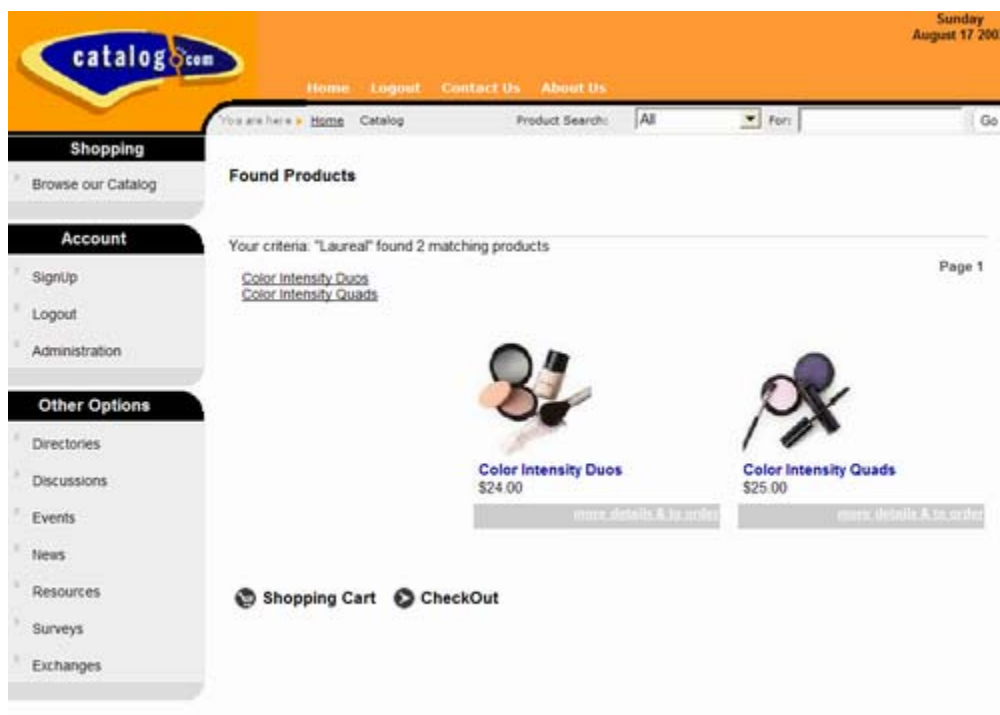 Sunday
August 17 200
catalog.com
Home Logout Contact Us About Us
You are here Home Catalog Product Search: All For: Go
Shopping
Browse our Catalog
Account
SignUp
Logout
Administration
Other Options
Directories
Discussions
Events
News
Resources
Surveys
Exchanges
Found Products
Your criteria: "Laureal" found 2 matching products
Page 1
Color Intensity Duos
Color Intensity Quads
Color Intensity Duos
$24.00
more details & to order
Color Intensity Quads
$25.00
more details & to order
Shopping Cart CheckOut